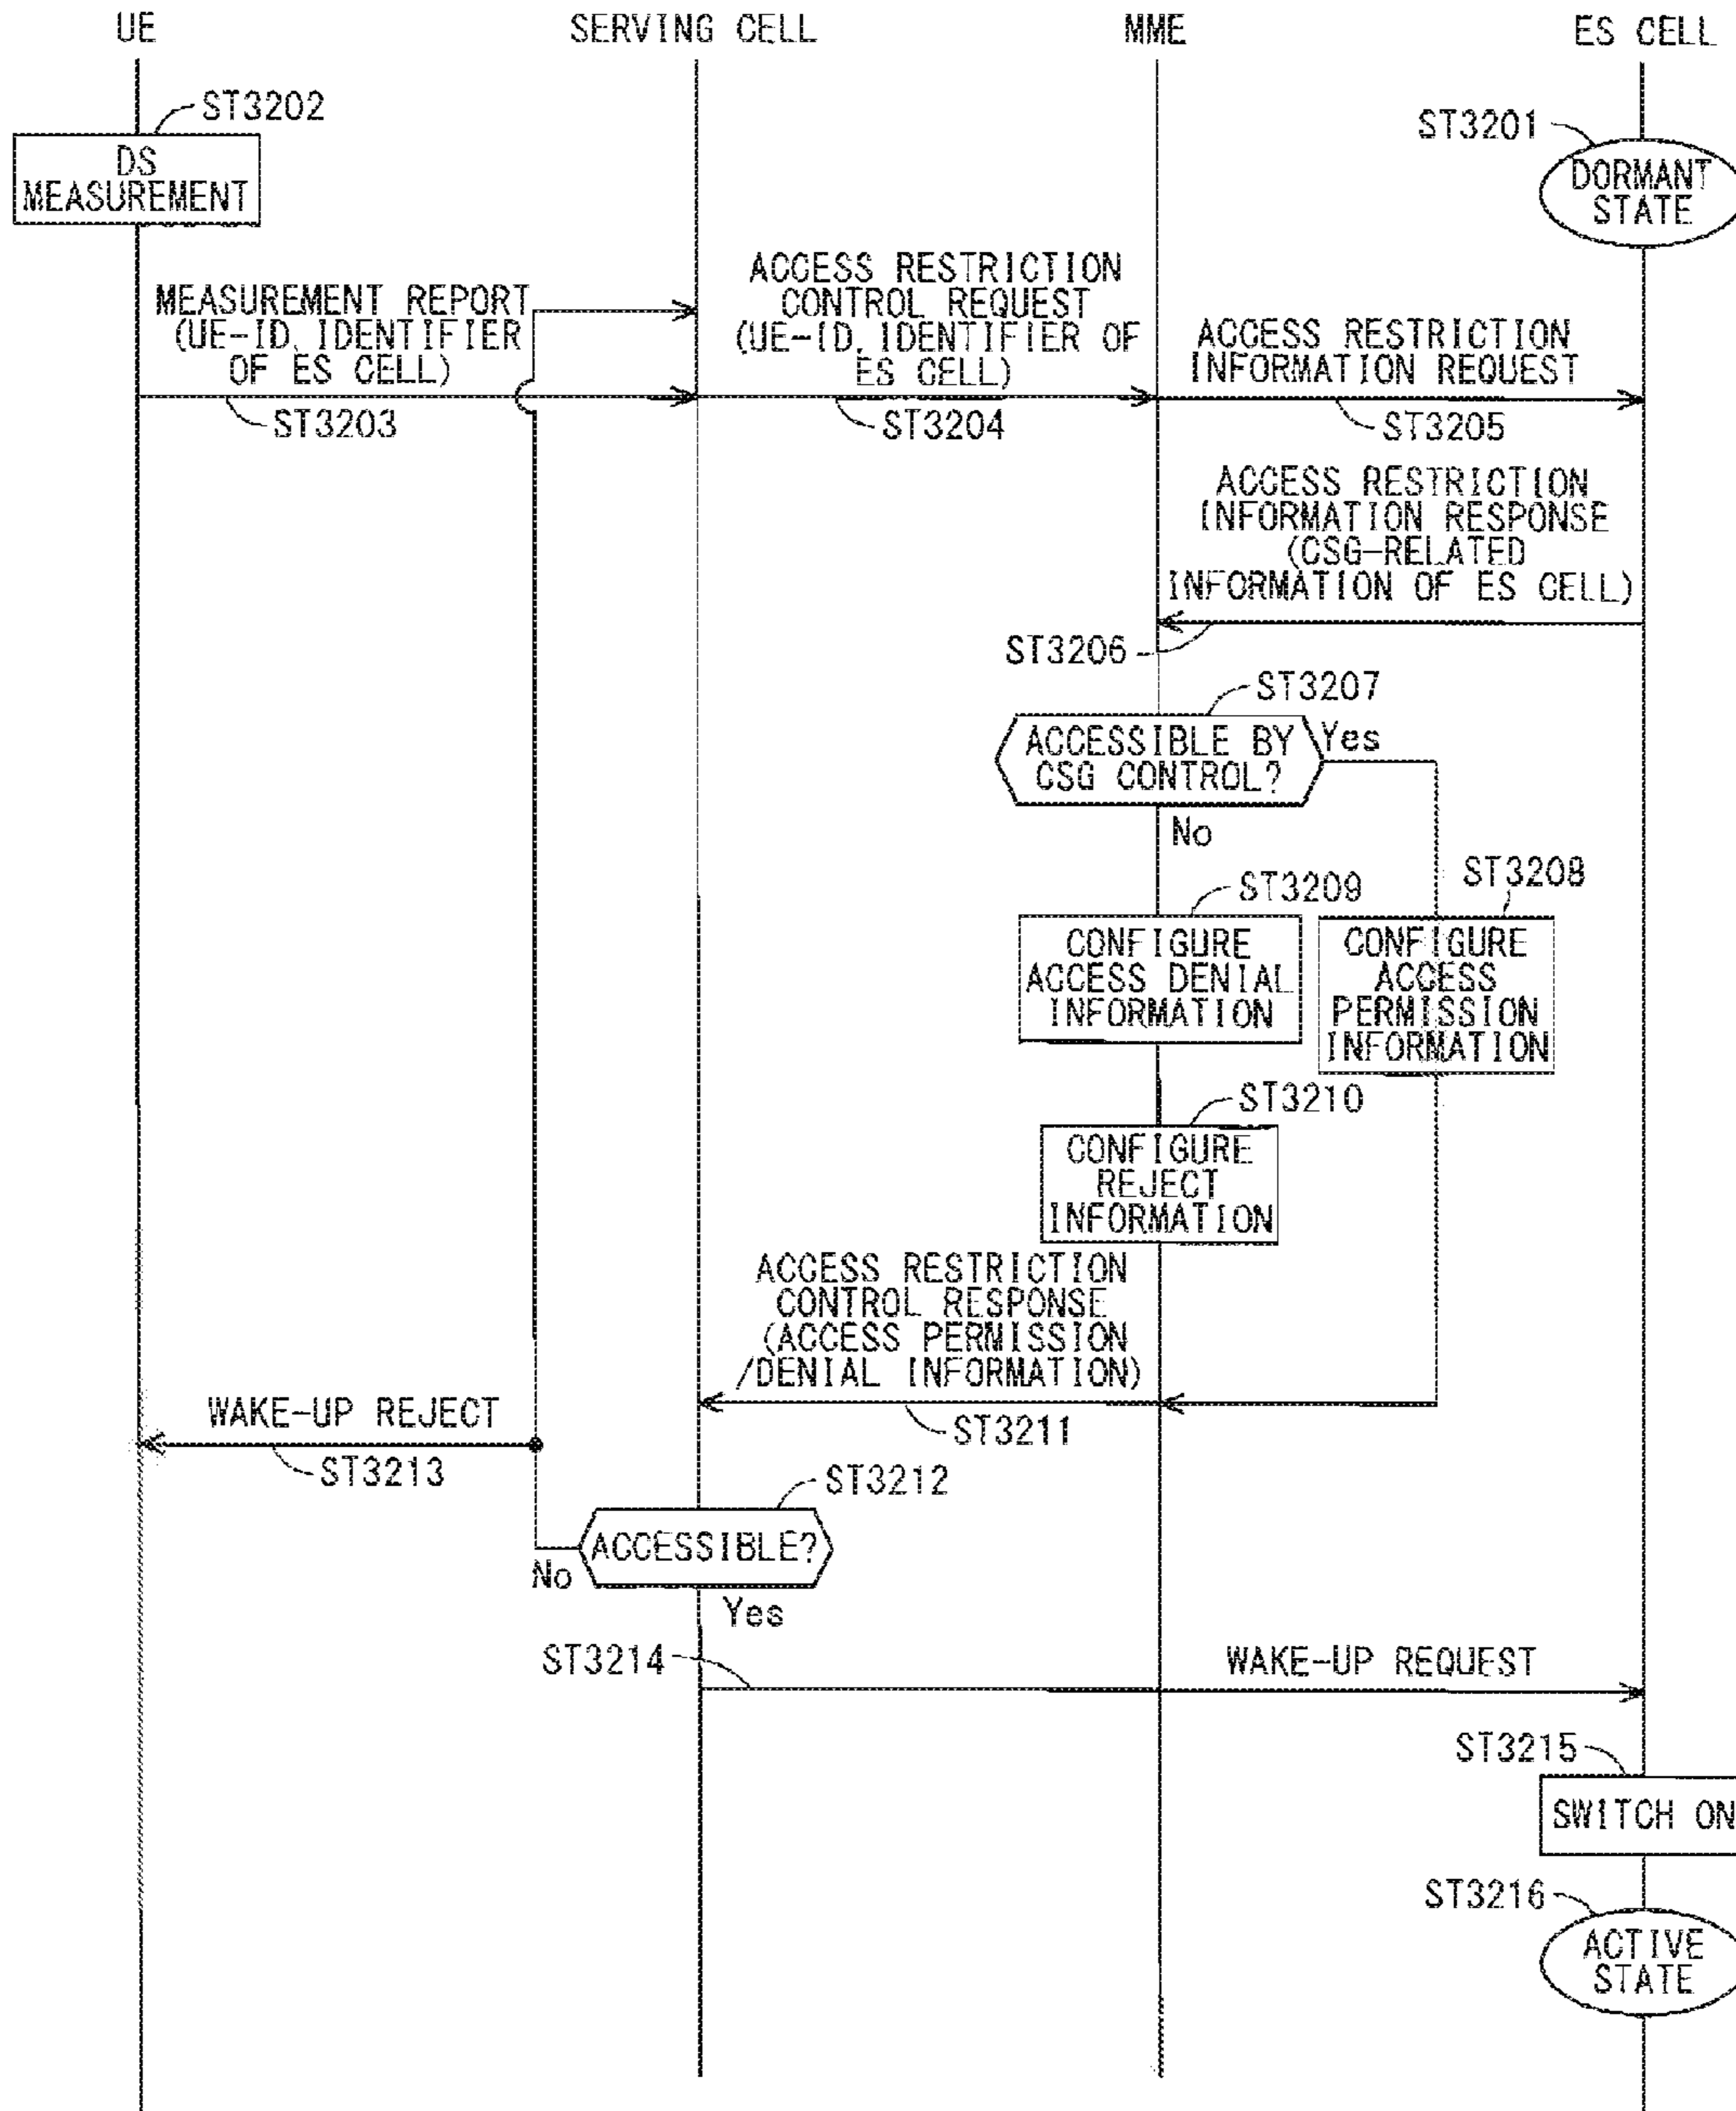 UE
SERVING CELL
MME
ES CELL
ST3202
DS
MEASUREMENT
ST3201
DORMANT
STATE
MEASUREMENT REPORT
(UE-ID, IDENTIFIER
OF ES CELL)
ST3203
ACCESS RESTRICTION
CONTROL REQUEST
(UE-ID, IDENTIFIER OF
ES CELL)
ST3204
ACCESS RESTRICTION
INFORMATION REQUEST
ST3205
ACCESS RESTRICTION
INFORMATION RESPONSE
(CSG-RELATED
INFORMATION OF ES CELL)
ST3206
ST3207
ACCESSIBLE BY
CSG CONTROL?
Yes
No
ST3209
CONFIGURE
ACCESS DENIAL
INFORMATION
ST3208
CONFIGURE
ACCESS
PERMISSION
INFORMATION
ST3210
CONFIGURE
REJECT
INFORMATION
ACCESS RESTRICTION
CONTROL RESPONSE
(ACCESS PERMISSION
/DENIAL INFORMATION)
ST3211
WAKE-UP REJECT
ST3213
ST3212
ACCESSIBLE?
No
Yes
ST3214
WAKE-UP REQUEST
ST3215
SWITCH ON
ST3216
ACTIVE
STATE